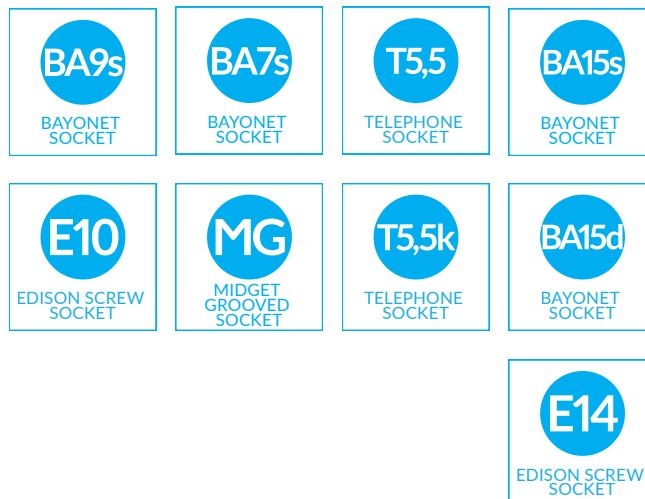 BA9s
BAYONET
SOCKET
BA7s
BAYONET
SOCKET
T5,5
TELEPHONE
SOCKET
BA15s
BAYONET
SOCKET
E10
EDISON SCREW
SOCKET
MG
MIDGET
GROOVED
SOCKET
T5,5k
TELEPHONE
SOCKET
BA15d
BAYONET
SOCKET
E14
EDISON SCREW
SOCKET